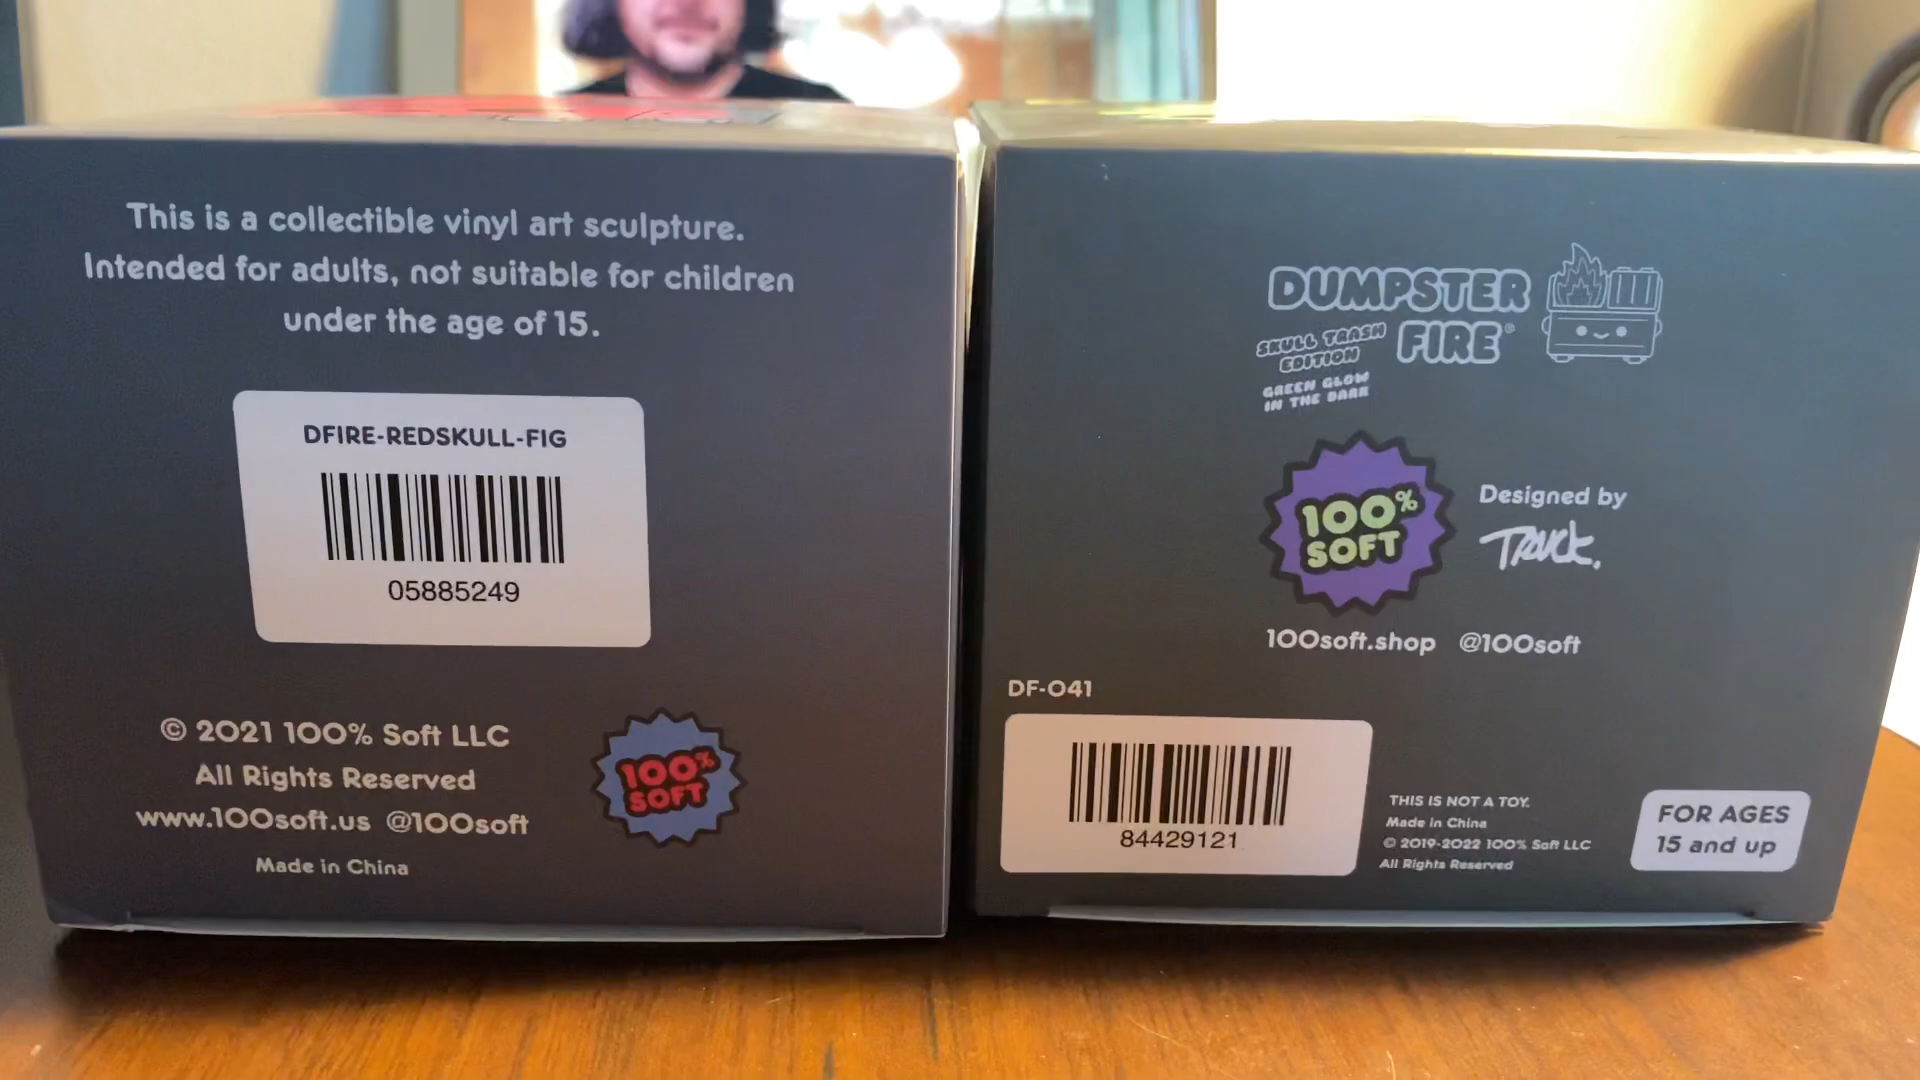 This is a collectible vinyl art sculpture.
Intended for adults, not suitable for children
under the age of 15.
DFIRE-REDSKULL-FIG
05885249
© 2021 100% Soft LLC
All Rights Reserved
www.100soft.us @100soft
Made in China
100%
SOFT
DUMPSTER
FIRE®
SKULL TRASH
EDITION
GREEN GLOW
IN THE DARK
100%
SOFT
Designed by
TRUCK.
100soft.shop @100soft
DF-041
84429121
THIS IS NOT A TOY.
Made in China
© 2019-2022 100% Soft LLC
All Rights Reserved
FOR AGES
15 and up